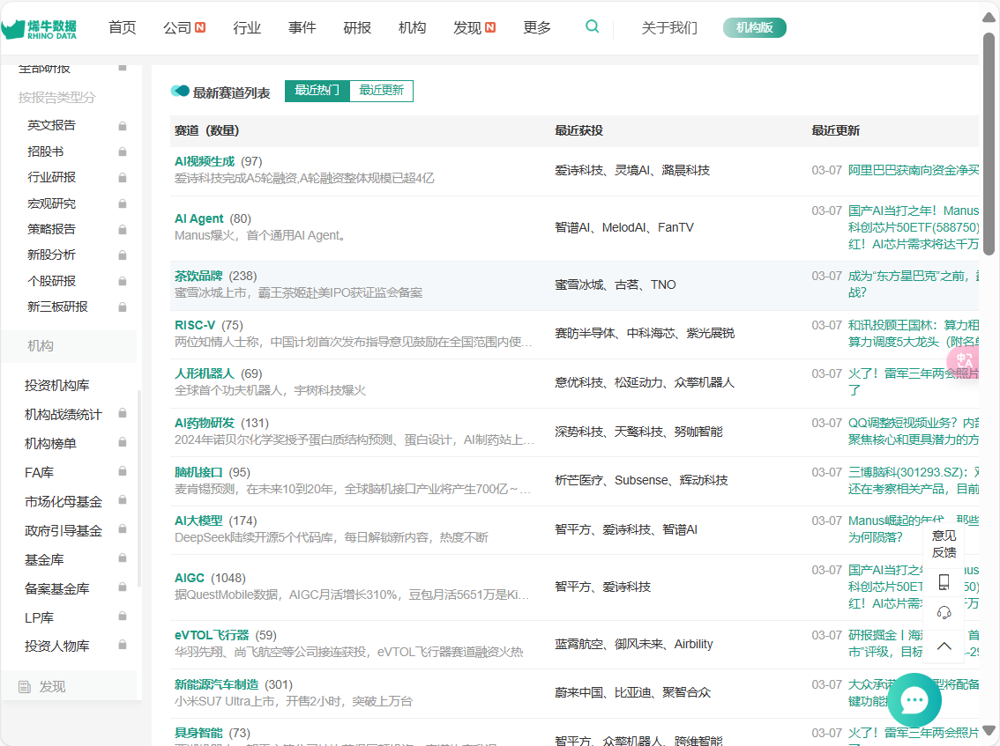 烯牛数据
RHINO DATA
首页 公司 N 行业 事件 研报 机构 发现 N 更多 关于我们 机构版
全部研报
按报告类型分
英文报告
招股书
行业研报
宏观研究
策略报告
新股分析
个股研报
新三板研报
机构
投资机构库
机构战绩统计
机构榜单
FA库
市场化母基金
政府引导基金
基金库
备案基金库
LP库
投资人物库
发现
最新赛道列表 最近热门 最近更新
赛道（数量） 最近获投 最近更新
AI视频生成 (97)
爱诗科技完成A5轮融资,A轮融资整体规模已超4亿
爱诗科技、灵境AI、潞晨科技
03-07 阿里巴巴获南向资金净买
AI Agent (80)
Manus爆火，首个通用AI Agent。
智谱AI、MelodAI、FanTV
03-07 国产AI当打之年！Manus
科创芯片50ETF(588750)
红！AI芯片需求将达千万
茶饮品牌 (238)
蜜雪冰城上市，霸王茶姬赴美IPO获证监会备案
蜜雪冰城、古茗、TNO
03-07 成为“东方星巴克”之前，
战?
RISC-V (75)
两位知情人士称，中国计划首次发布指导意见鼓励在全国范围内使…
赛昉半导体、中科海芯、紫光展锐
03-07 和讯投顾王国林：算力租
算力调度5大龙头（附名单
人形机器人 (69)
全球首个功夫机器人，宇树科技爆火
意优科技、松延动力、众擎机器人
03-07 火了！雷军三年两会照片
了
AI药物研发 (131)
2024年诺贝尔化学奖授予蛋白质结构预测、蛋白设计，AI制药站上…
深势科技、天鹜科技、努咖智能
03-07 QQ调整短视频业务？内部
聚焦核心和更具潜力的方
脑机接口 (95)
麦肯锡预测，在未来10到20年，全球脑机接口产业将产生700亿～…
析芒医疗、Subsense、辉动科技
03-07 三博脑科(301293.SZ)：
还在考察相关产品，目前
AI大模型 (174)
DeepSeek陆续开源5个代码库，每日解锁新内容，热度不断
智平方、爱诗科技、智谱AI
03-07 Manus崛起的年代，那些
为何陨落?
AIGC (1048)
据QuestMobile数据，AIGC月活增长310%，豆包月活5651万是Ki…
智平方、爱诗科技
03-07 国产AI当打之年
科创芯片50ET
红！AI芯片需
eVTOL飞行器 (59)
华羽先翔、尚飞航空等公司接连获投，eVTOL飞行器赛道融资火热
蓝霄航空、御风未来、Airbility
03-07 研报掘金丨海 首
市”评级，目标
新能源汽车制造 (301)
小米SU7 Ultra上市，开售2小时，突破上万台
蔚来中国、比亚迪、聚智合众
03-07 大众承诺 型将配备
键功能
具身智能 (73)
智平方、众擎机器人、跨维智能
03-07 火了！雷军三年两会照片
意见
反馈
中
A